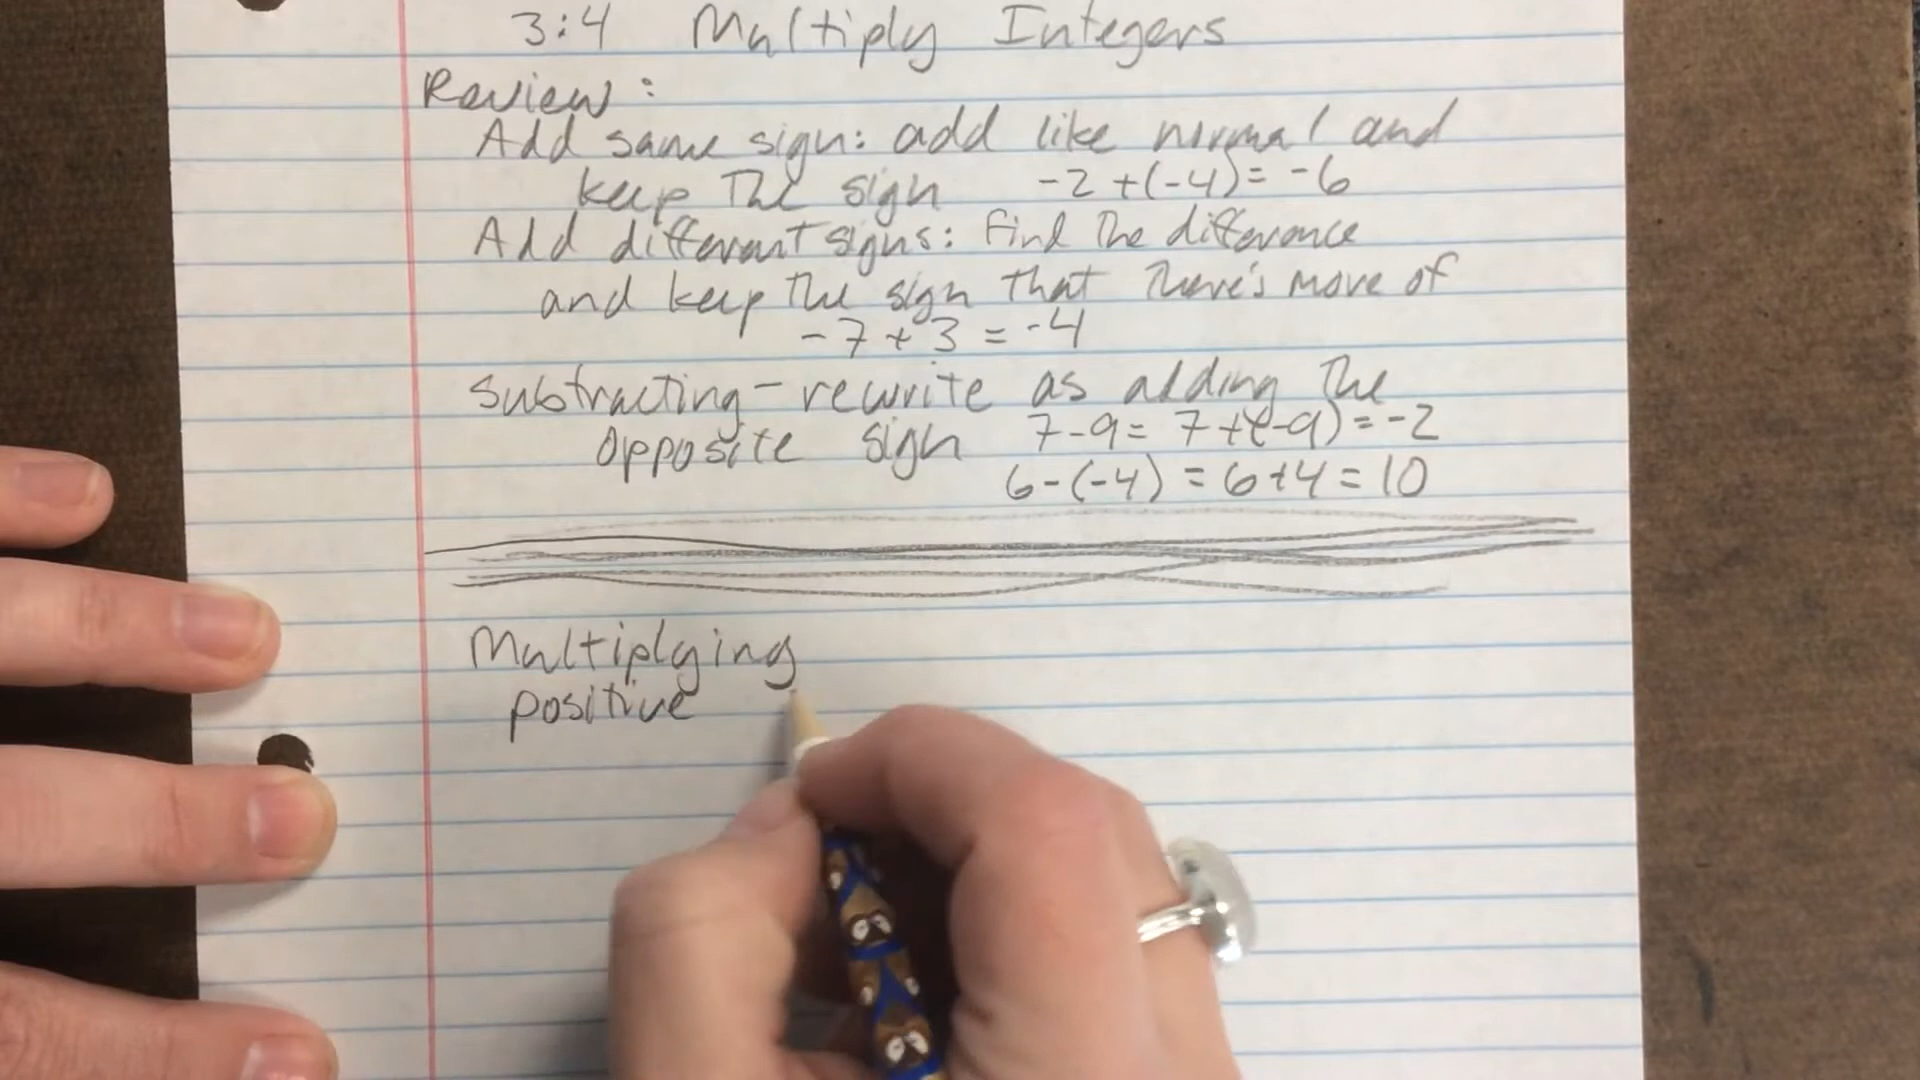 3:4 Multiply Integers
Review:
Add same sign: add like normal and
keep The sign -2+(-4)= -6
Add different signs: find The difference
and keep The sign that There's more of
-7+3 = -4
Subtracting - rewrite as adding The
opposite sign 7-9= 7+(-9)=-2
6-(-4) = 6+4 = 10
Multiplying
positive